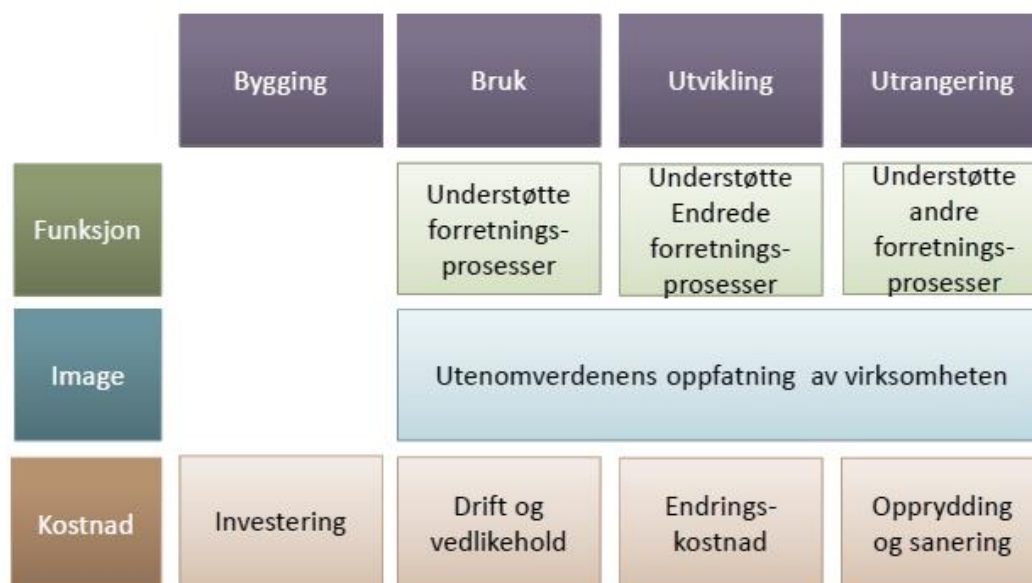 Bygging
Bruk
Utvikling
Utrangering
Funksjon
Understøtte
forretnings-
prosesser
Understøtte
Endrede
forretnings-
prosesser
Understøtte
andre
forretnings-
prosesser
Image
Utenomverdenens oppfatning av virksomheten
Kostnad
Investering
Drift og
vedlikehold
Endrings-
kostnad
Opprydding
og sanering